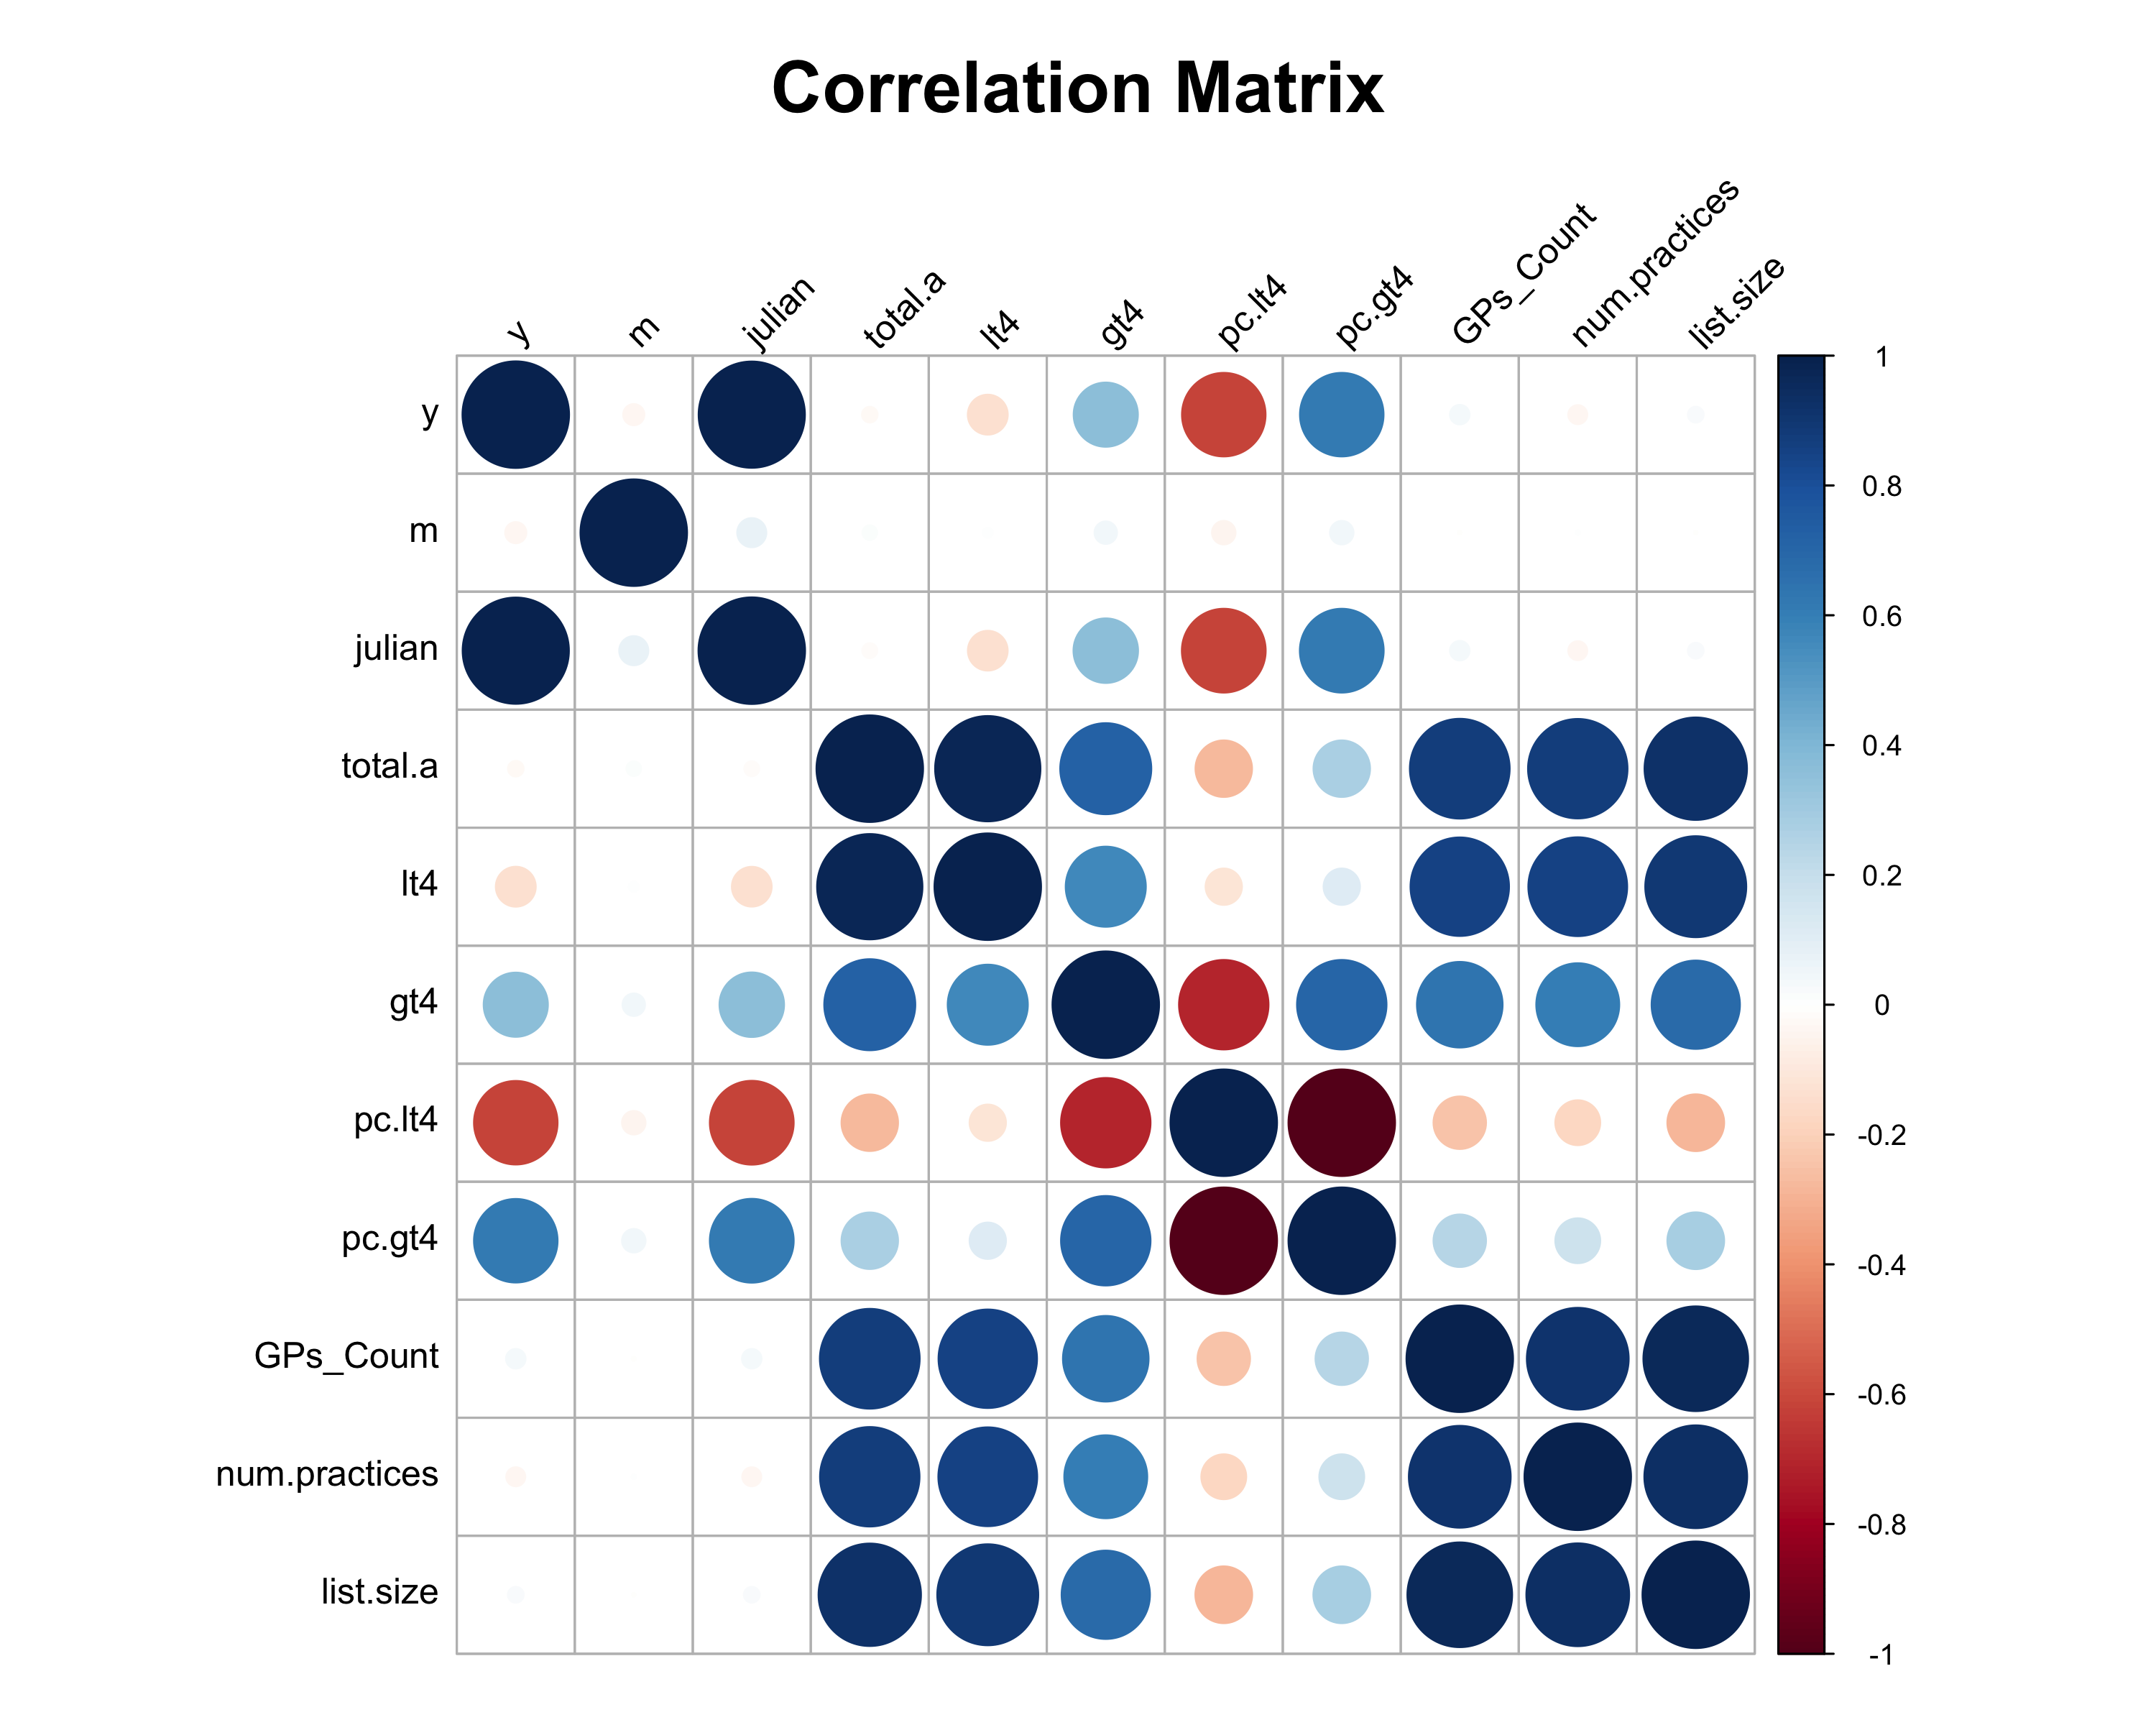 Correlation Matrix
y
m
julian
total.a
lt4
gt4
pc.lt4
pc.gt4
GPs_Count
num.practices
list.size
y
m
julian
total.a
lt4
gt4
pc.lt4
pc.gt4
GPs_Count
num.practices
list.size
1
0.8
0.6
0.4
0.2
0
-0.2
-0.4
-0.6
-0.8
-1